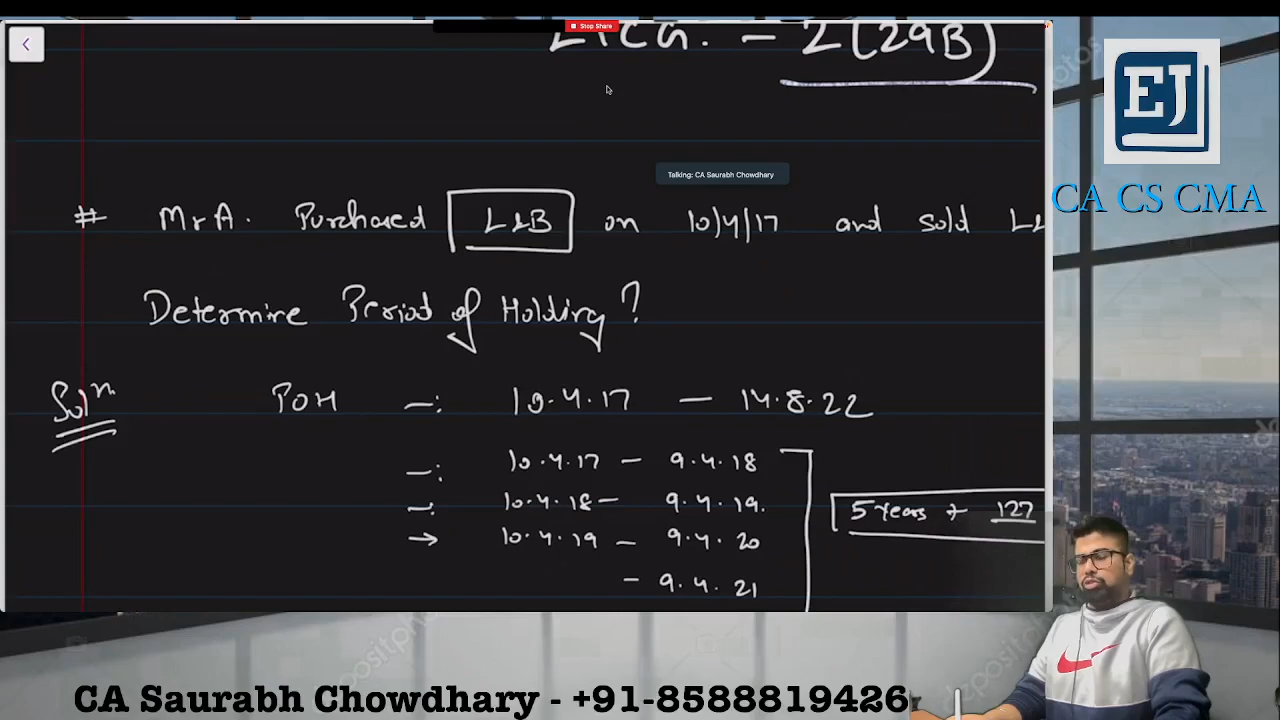 Stop Share
LTCG. - 2(29B)
EJ
Talking: CA Saurabh Chowdhary
CA CS CMA
# Mr A. Purchased L&B on 10/4/17 and sold L&
Determine Period of Holding?
Solⁿ POH -: 10.4.17 - 14.8.22
-: 10.4.17 - 9.4.18
-: 10.4.18 - 9.4.19.
→ 10.4.19 - 9.4.20
5 Years + 127
- 9.4.21
CA Saurabh Chowdhary - +91-8588819426